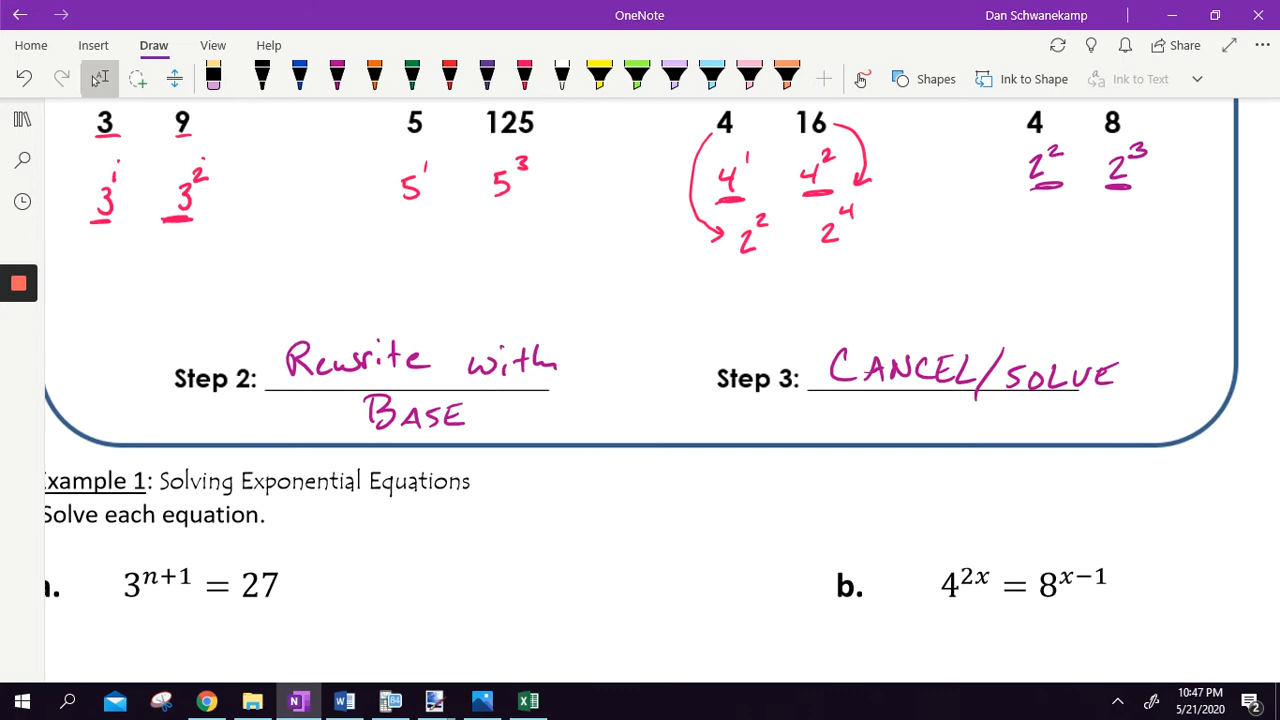 OneNote
Dan Schwanekamp
Home Insert Draw View Help
Share
Shapes Ink to Shape Ink to Text
3 9 5 125 4 16 4 8
3¹ 3² 5¹ 5³ 4¹ 4² 2² 2³
2² 2⁴
Step 2: Rewrite with Step 3: CANCEL/SOLVE
BASE
xample 1: Solving Exponential Equations
Solve each equation.
a. 3ⁿ⁺¹ = 27 b. 4²ˣ = 8ˣ⁻¹
10:47 PM
5/21/2020
2